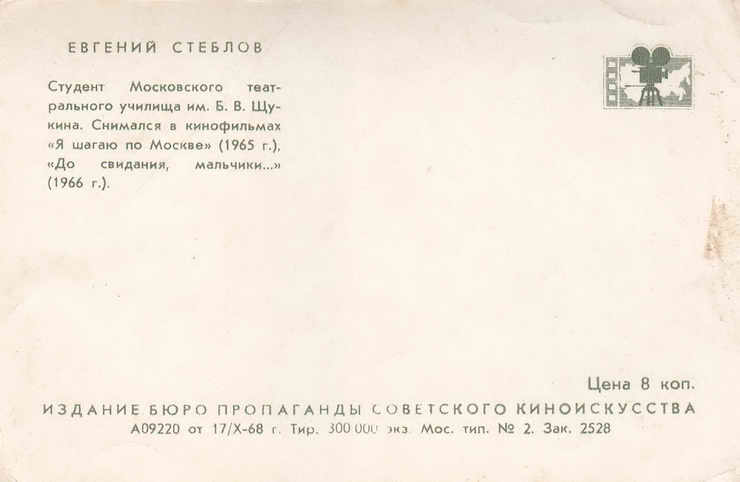 ЕВГЕНИЙ СТЕБЛОВ
Студент Московского теат-
рального училища им. Б. В. Щу-
кина. Снимался в кинофильмах
«Я шагаю по Москве» (1965 г.),
«До свидания, мальчики...»
(1966 г.).
Цена 8 коп.
ИЗДАНИЕ БЮРО ПРОПАГАНДЫ СОВЕТСКОГО КИНОИСКУССТВА
А09220 от 17/X-68 г. Тир. 300 000 экз. Мос. тип. № 2. Зак. 2528